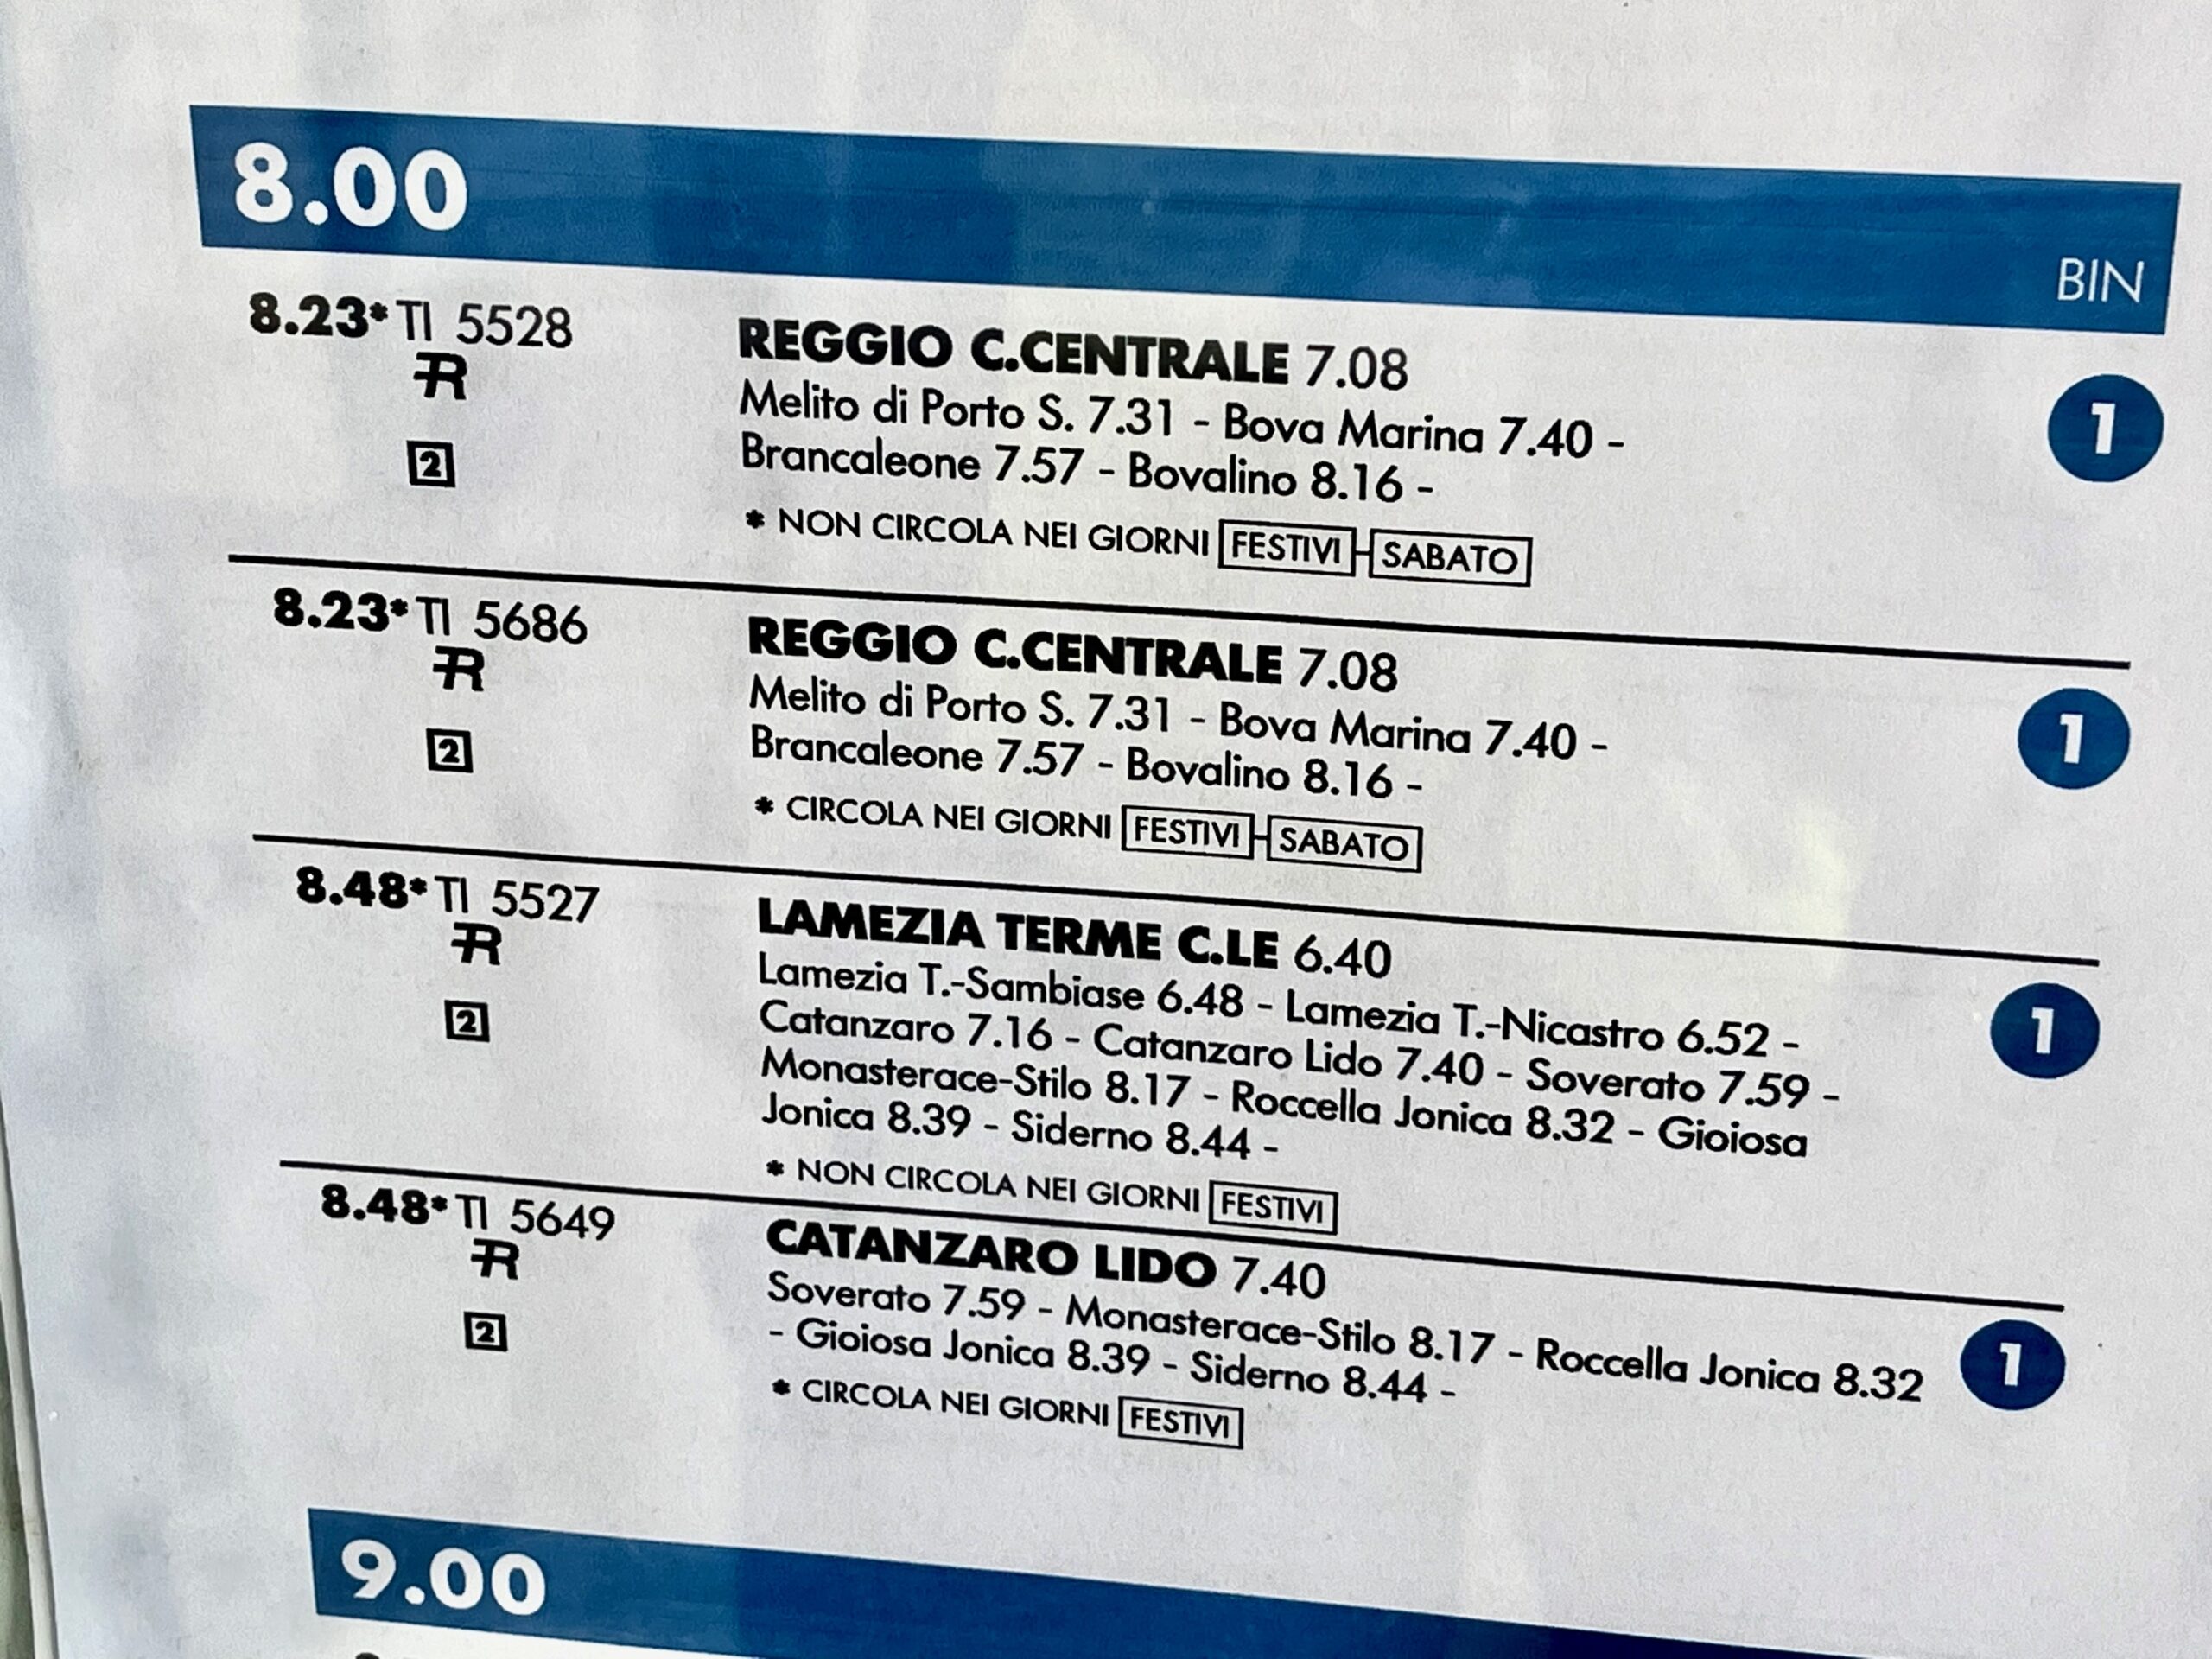 8.00
BIN
8.23* TI 5528
R
2
REGGIO C.CENTRALE 7.08
Melito di Porto S. 7.31 - Bova Marina 7.40 -
Brancaleone 7.57 - Bovalino 8.16 -
* NON CIRCOLA NEI GIORNI FESTIVI-SABATO
1
8.23* TI 5686
R
2
REGGIO C.CENTRALE 7.08
Melito di Porto S. 7.31 - Bova Marina 7.40 -
Brancaleone 7.57 - Bovalino 8.16 -
* CIRCOLA NEI GIORNI FESTIVI-SABATO
1
8.48* TI 5527
R
2
LAMEZIA TERME C.LE 6.40
Lamezia T.-Sambiase 6.48 - Lamezia T.-Nicastro 6.52 -
Catanzaro 7.16 - Catanzaro Lido 7.40 - Soverato 7.59 -
Monasterace-Stilo 8.17 - Roccella Jonica 8.32 - Gioiosa
Jonica 8.39 - Siderno 8.44 -
* NON CIRCOLA NEI GIORNI FESTIVI
1
8.48* TI 5649
R
2
CATANZARO LIDO 7.40
Soverato 7.59 - Monasterace-Stilo 8.17 - Roccella Jonica 8.32
- Gioiosa Jonica 8.39 - Siderno 8.44 -
* CIRCOLA NEI GIORNI FESTIVI
1
9.00